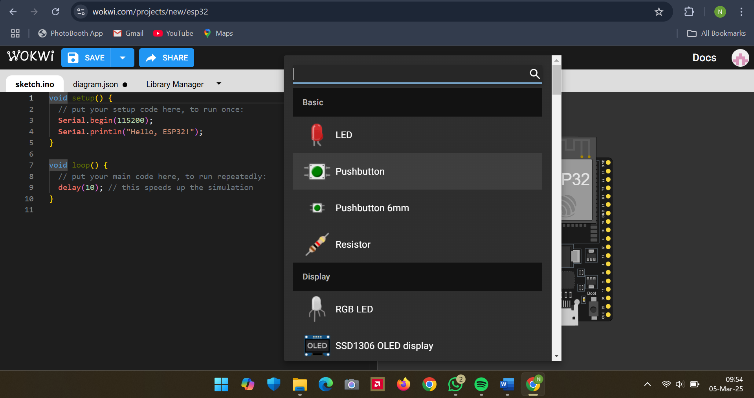 wokwi.com/projects/new/esp32
N
PhotoBooth App
Gmail
YouTube
Maps
All Bookmarks
WOKWi
SAVE
SHARE
Docs
sketch.ino
diagram.json
Library Manager
1 void setup() {
2 // put your setup code here, to run once:
3 Serial.begin(115200);
4 Serial.println("Hello, ESP32!");
5 }
6
7 void loop() {
8 // put your main code here, to run repeatedly:
9 delay(10); // this speeds up the simulation
10 }
11
Basic
LED
Pushbutton
Pushbutton 6mm
Resistor
Display
RGB LED
OLED
SSD1306 OLED display
P32
Boot
2
N
09:54
05-Mar-25